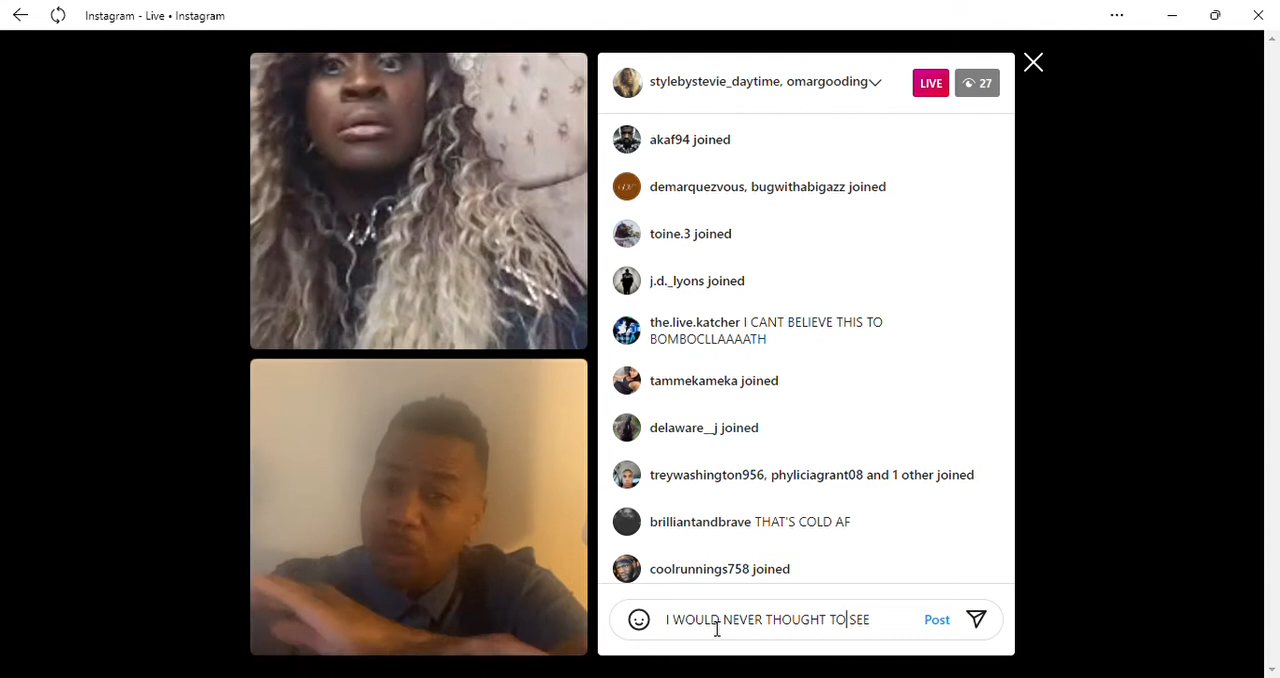 Instagram - Live • Instagram
stylebystevie_daytime, omargooding
LIVE
27
akaf94 joined
demarquezvous, bugwithabigazz joined
toine.3 joined
j.d._lyons joined
the.live.katcher I CANT BELIEVE THIS TO
BOMBOCLLAAAATH
tammekameka joined
delaware__j joined
treywashington956, phyliciagrant08 and 1 other joined
brilliantandbrave THAT'S COLD AF
coolrunnings758 joined
I WOULD NEVER THOUGHT TO SEE
Post